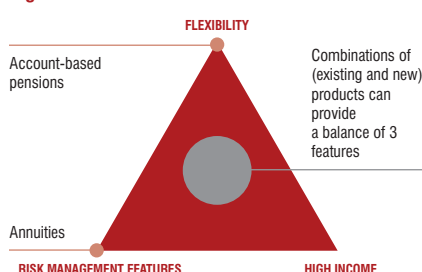 FLEXIBILITY
Account-based
pensions
Combinations of
(existing and new)
products can
provide
a balance of 3
features
Annuities
RISK MANAGEMENT FEATURES
HIGH INCOME